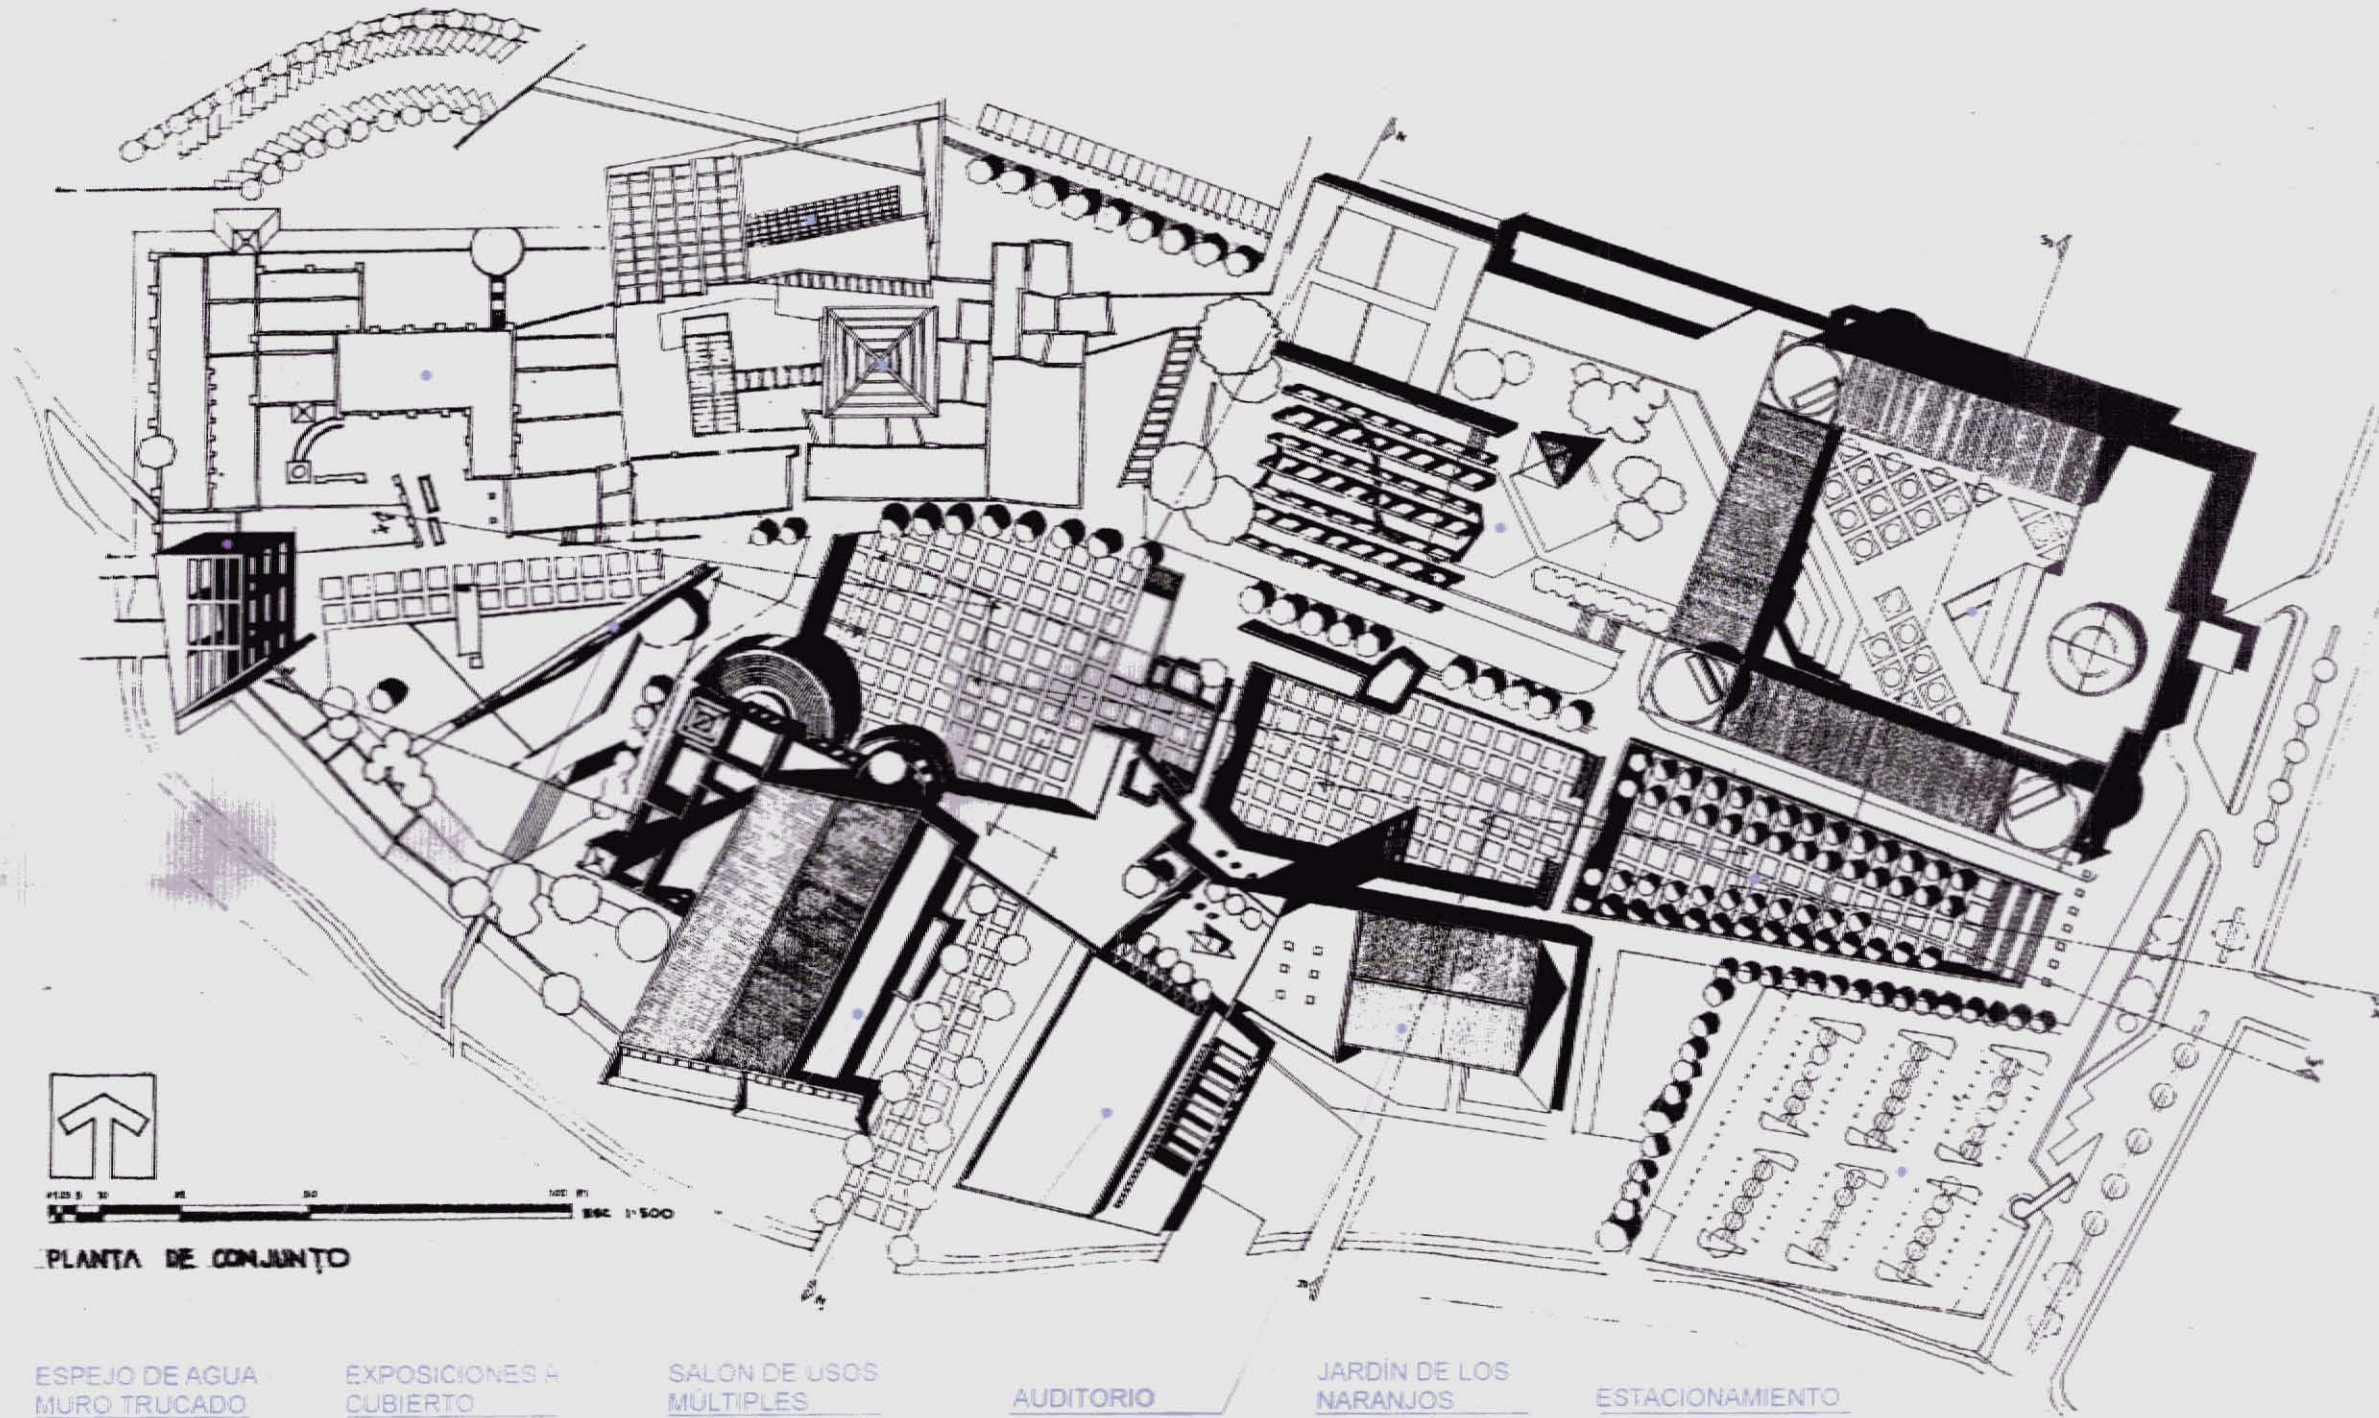 ESC 1:500
PLANTA DE CONJUNTO
ESPEJO DE AGUA
MURO TRUCADO
EXPOSICIONES A
CUBIERTO
SALÓN DE USOS
MÚLTIPLES
AUDITORIO
JARDÍN DE LOS
NARANJOS
ESTACIONAMIENTO